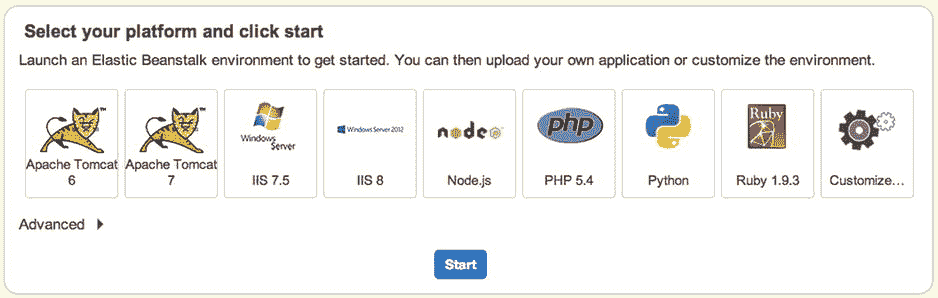 Select your platform and click start
Launch an Elastic Beanstalk environment to get started. You can then upload your own application or customize the environment.
TM
TM
Windows Server
Windows Server 2012
node
php
Ruby
Apache Tomcat 6
Apache Tomcat 7
IIS 7.5
IIS 8
Node.js
PHP 5.4
Python
Ruby 1.9.3
Customize...
Advanced
Start